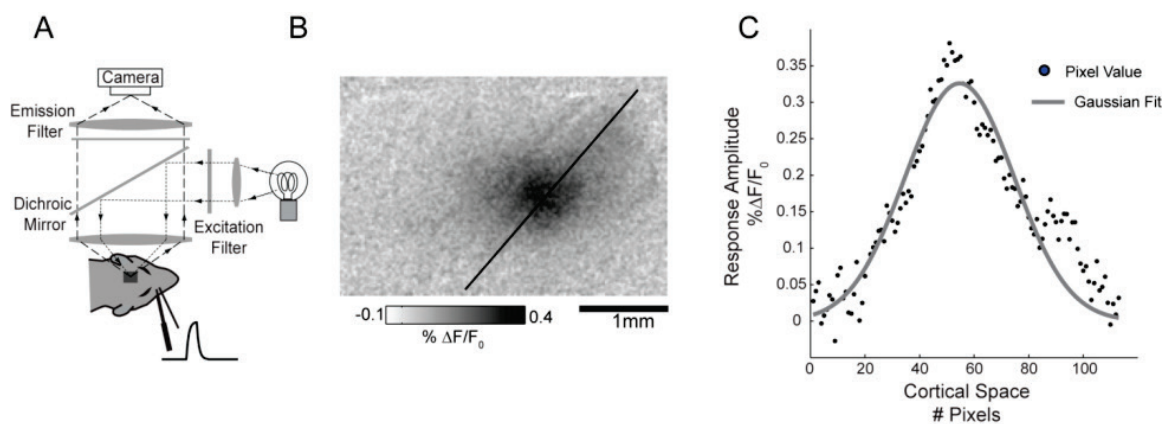 A
Camera
Emission
Filter
Dichroic
Mirror
Excitation
Filter
B
-0.1
0.4
% ΔF/F0
1mm
C
Pixel Value
Gaussian Fit
Response Amplitude
%ΔF/F0
0.35
0.3
0.25
0.2
0.15
0.1
0.05
0
0
20
40
60
80
100
Cortical Space
# Pixels